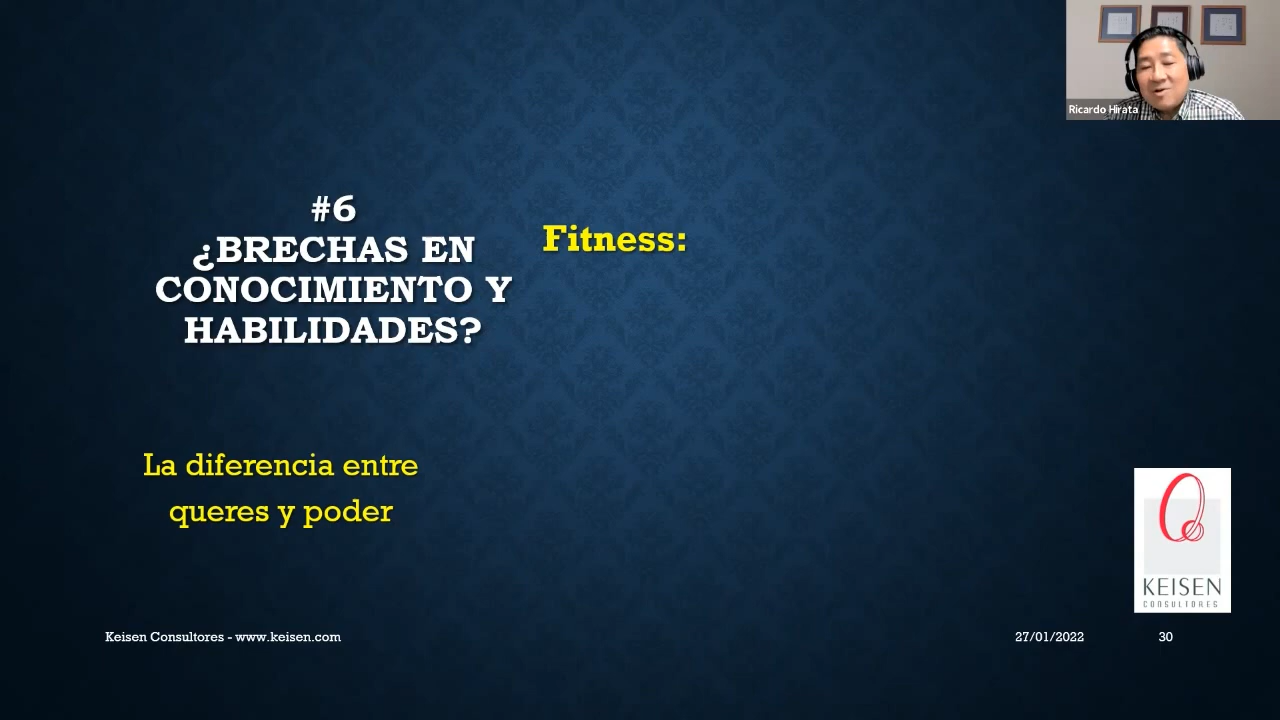 Ricardo Hirata
#6
¿BRECHAS EN
CONOCIMIENTO Y
HABILIDADES?
Fitness:
La diferencia entre
queres y poder
KEISEN
CONSULTORES
Keisen Consultores - www.keisen.com
27/01/2022
30